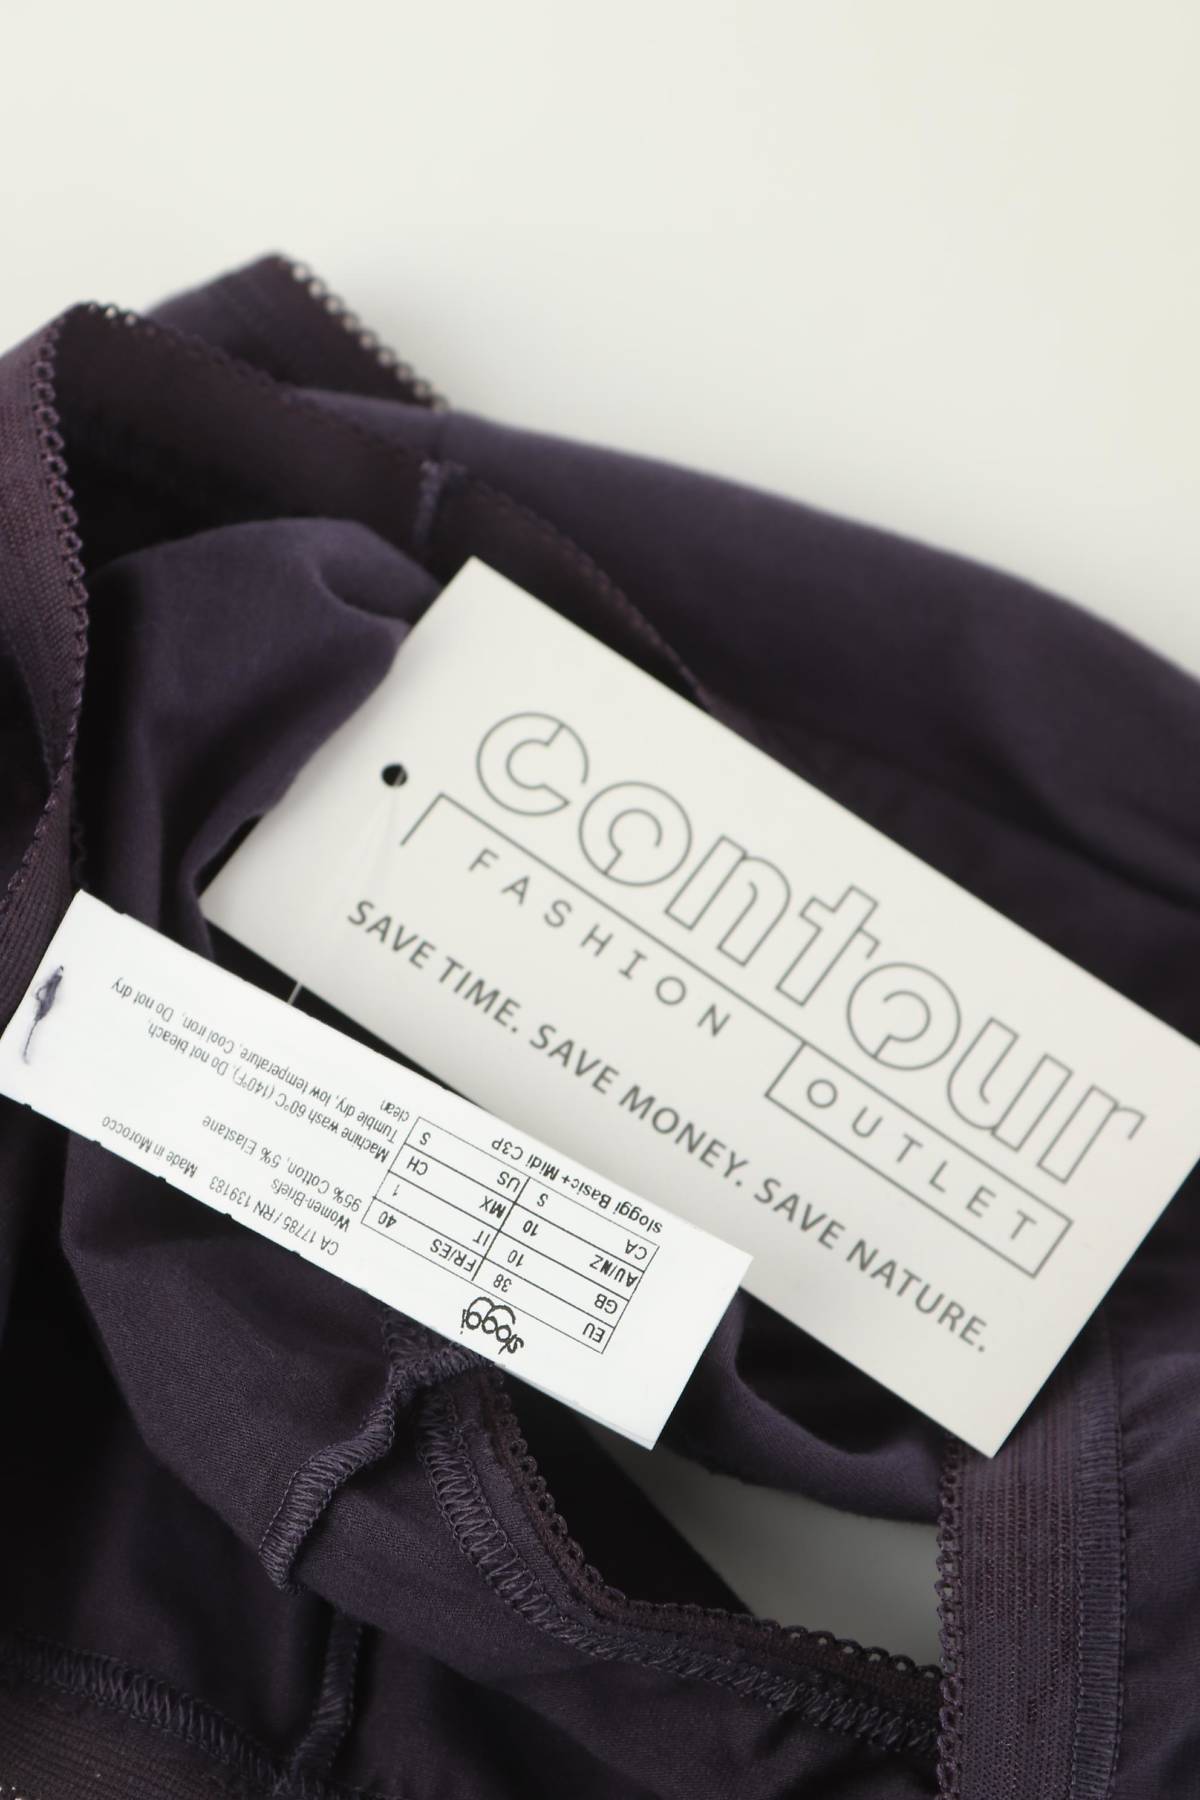 contour
FASHION
OUTLET
SAVE TIME. SAVE MONEY. SAVE NATURE.
sloggi
EU 38 FR/ES 40
GB 10 IT 1
AU/NZ 10 MX CH
CA S US S
sloggi Basic+ Midi C3P
CA 17785 / RN 139183 Made in Morocco
Women-Briefs
95% Cotton, 5% Elastane
Machine wash 60°C (140°F), Do not bleach,
Tumble dry, low temperature, Cool iron, Do not dry
clean